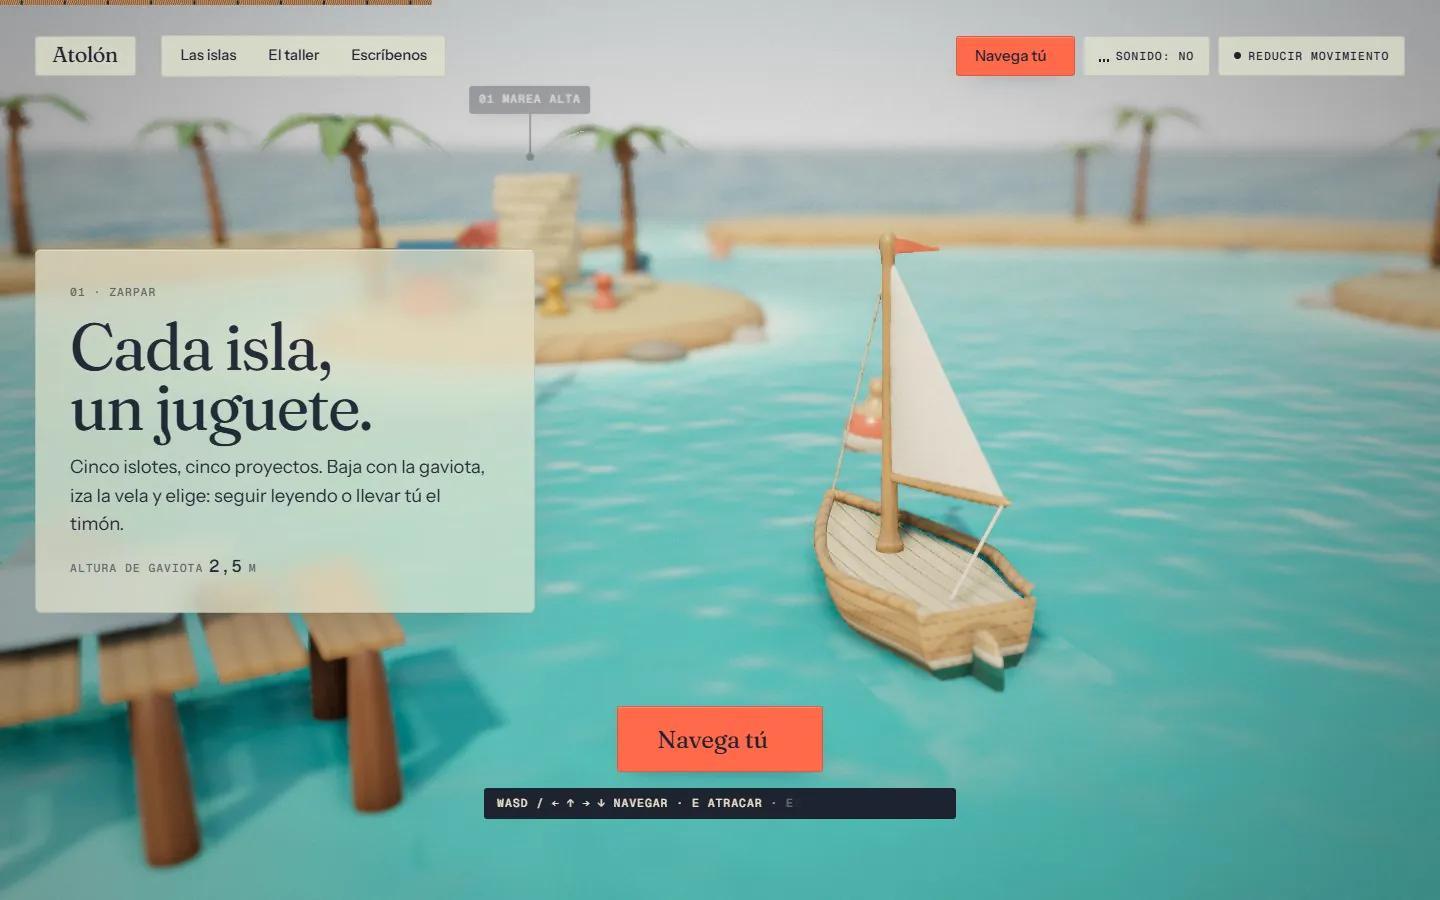 Atolón
Las islas
El taller
Escríbenos
Navega tú
SONIDO: NO
REDUCIR MOVIMIENTO
01 MAREA ALTA
01 · ZARPAR
Cada isla,
un juguete.
Cinco islotes, cinco proyectos. Baja con la gaviota,
iza la vela y elige: seguir leyendo o llevar tú el
timón.
ALTURA DE GAVIOTA 2,5 M
Navega tú
WASD / ← ↑ → ↓ NAVEGAR · E ATRACAR · E